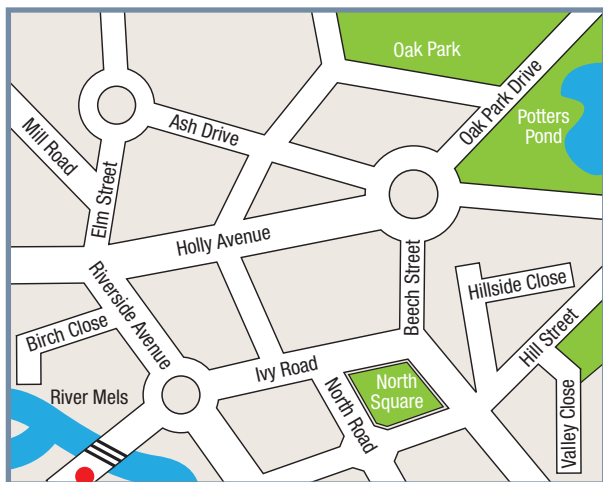 Oak Park
Oak Park Drive
Potters
Pond
Ash Drive
Mill Road
Elm Street
Holly Avenue
Riverside Avenue
Beech Street
Hillside Close
Birch Close
Hill Street
Ivy Road
North
Square
River Mels
North Road
Valley Close